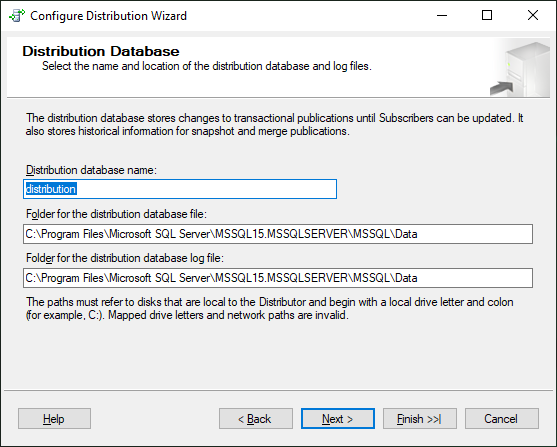 Configure Distribution Wizard
Distribution Database
Select the name and location of the distribution database and log files.
The distribution database stores changes to transactional publications until Subscribers can be updated. It
also stores historical information for snapshot and merge publications.
Distribution database name:
distribution
Folder for the distribution database file:
C:\Program Files\Microsoft SQL Server\MSSQL15.MSSQLSERVER\MSSQL\Data
Folder for the distribution database log file:
C:\Program Files\Microsoft SQL Server\MSSQL15.MSSQLSERVER\MSSQL\Data
The paths must refer to disks that are local to the Distributor and begin with a local drive letter and colon
(for example, C:). Mapped drive letters and network paths are invalid.
Help
< Back
Next >
Finish >>|
Cancel